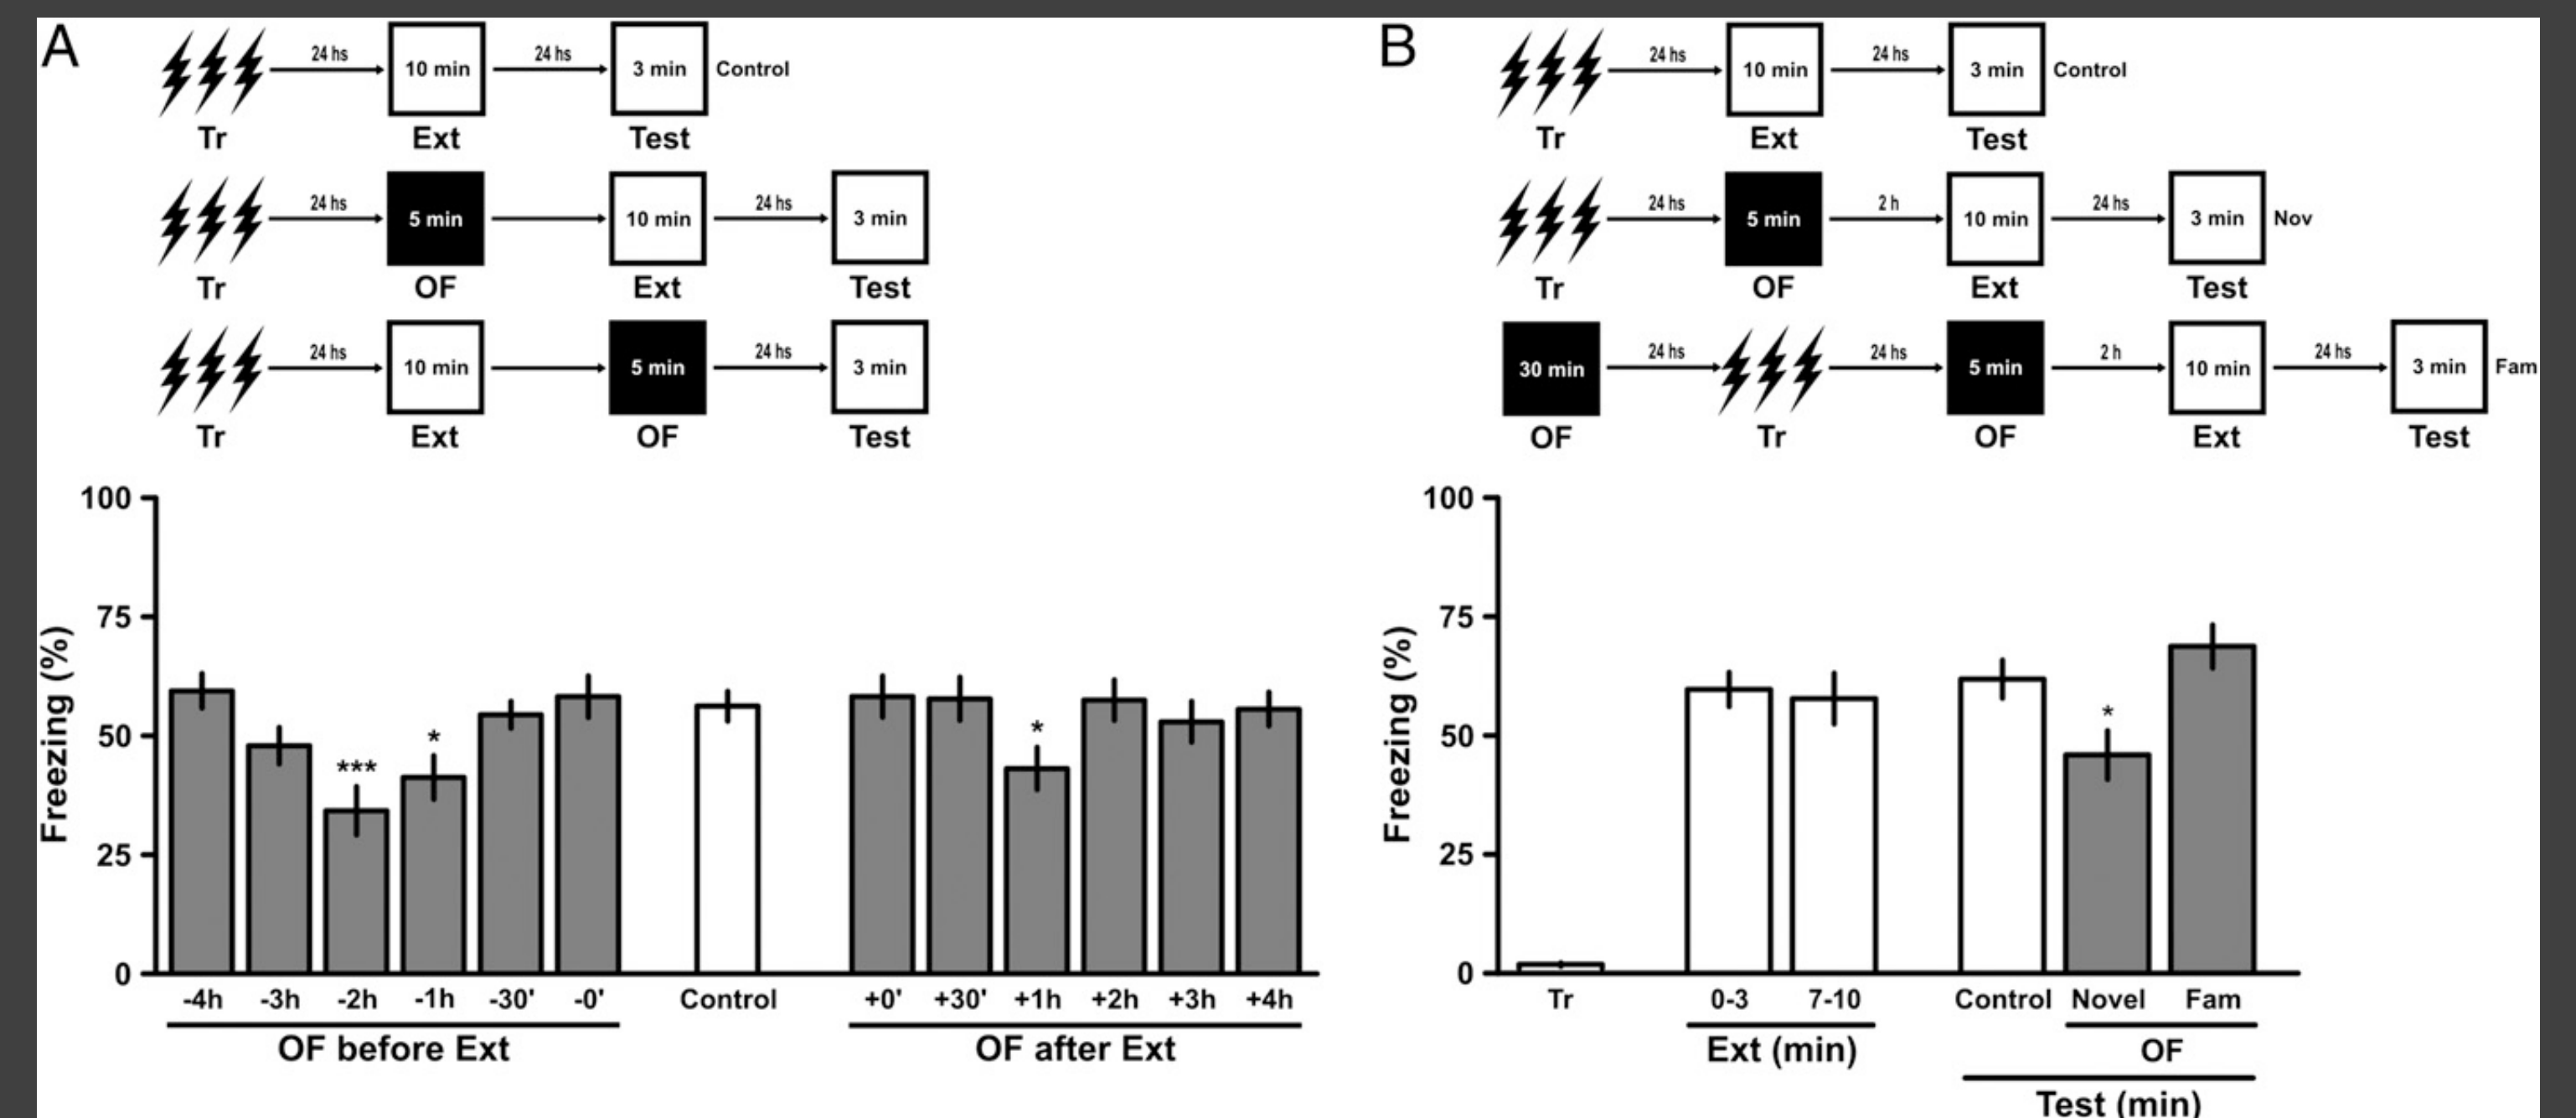 A
24 hs
24 hs
10 min
3 min
Control
Tr
Ext
Test
24 hs
24 hs
5 min
10 min
3 min
Tr
OF
Ext
Test
24 hs
24 hs
10 min
5 min
3 min
Tr
Ext
OF
Test
100
75
50
25
0
Freezing (%)
***
*
*
-4h
-3h
-2h
-1h
-30'
-0'
Control
+0'
+30'
+1h
+2h
+3h
+4h
OF before Ext
OF after Ext
B
24 hs
24 hs
10 min
3 min
Control
Tr
Ext
Test
24 hs
2 h
24 hs
5 min
10 min
3 min
Nov
Tr
OF
Ext
Test
24 hs
24 hs
2 h
24 hs
30 min
5 min
10 min
3 min
Fam
OF
Tr
OF
Ext
Test
100
75
50
25
0
Freezing (%)
*
Tr
0-3
7-10
Control
Novel
Fam
Ext (min)
OF
Test (min)